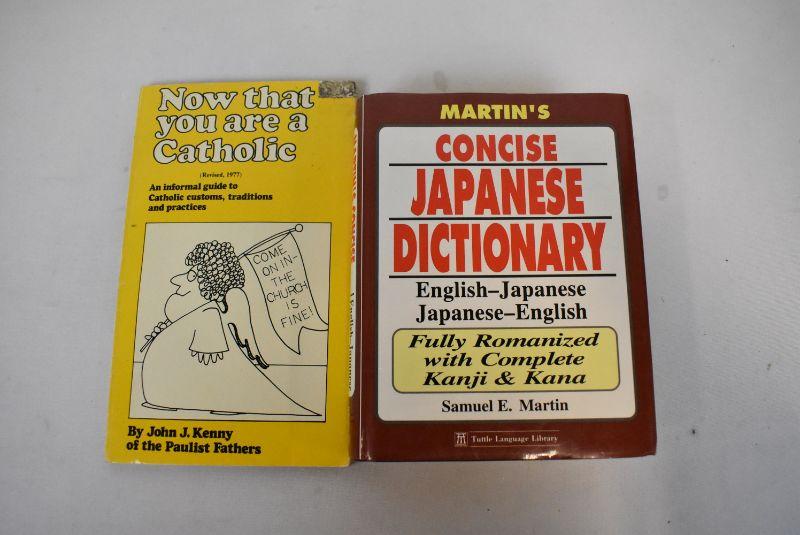 Now that
you are a
Catholic
(Revised, 1977)
An informal guide to
Catholic customs, traditions
and practices
COME
ON IN-
THE
CHURCH
IS
FINE!
By John J. Kenny
of the Paulist Fathers
MARTIN'S
CONCISE
JAPANESE
DICTIONARY
English–Japanese
Japanese–English
Fully Romanized
with Complete
Kanji & Kana
Samuel E. Martin
Tuttle Language Library